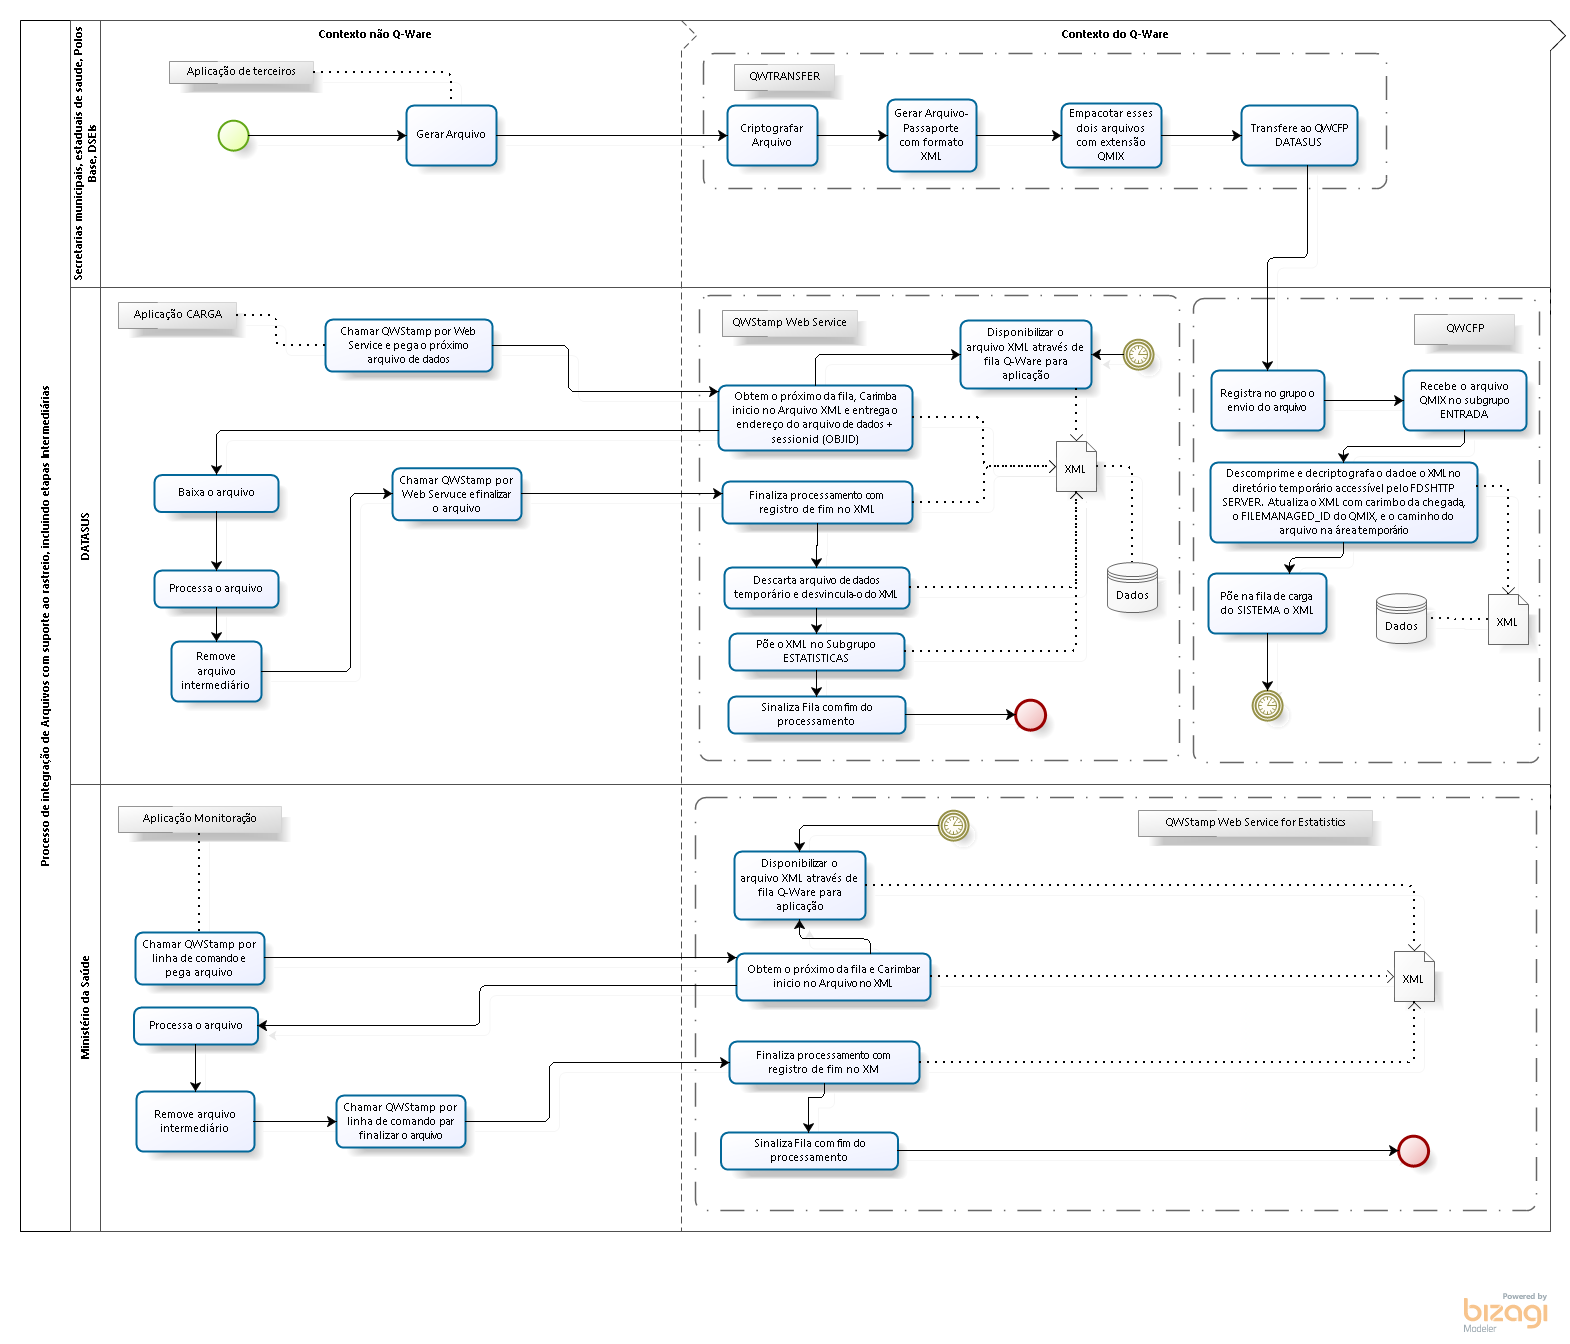 Processo de integração de Arquivos com suporte ao rastreio, incluindo etapas intermediárias
Secretarias municipais, estaduais de saude, Polos
Base, DSEIs
Contexto não Q-Ware
Contexto do Q-Ware
Aplicação de terceiros
Gerar Arquivo
QWTRANSFER
Criptografar
Arquivo
Gerar Arquivo-
Passaporte
com formato
XML
Empacotar esses
dois arquivos
com extensão
QMIX
Transfere ao QWCFP
DATASUS
DATASUS
Aplicação CARGA
Chamar QWStamp por Web
Service e pega o próximo
arquivo de dados
Baixa o arquivo
Processa o arquivo
Remove
arquivo
intermediário
Chamar QWStamp por
Web Servuce e finalizar
o arquivo
QWStamp Web Service
Disponibilizar o
arquivo XML através de
fila Q-Ware para
aplicação
Obtem o próximo da fila, Carimba
inicio no Arquivo XML e entrega o
endereço do arquivo de dados +
sessionid (OBJID)
Finaliza processamento com
registro de fim no XML
Descarta arquivo de dados
temporário e desvincula-o do XML
Põe o XML no Subgrupo
ESTATISTICAS
Sinaliza Fila com fim do
processamento
XML
Dados
QWCFP
Registra no grupo o
envio do arquivo
Recebe o arquivo
QMIX no subgrupo
ENTRADA
Descomprime e decriptografa o dado e o XML no
diretório temporário accessível pelo FDSHTTP
SERVER. Atualiza o XML com carimbo da chegada,
o FILEMANAGED_ID do QMIX, e o caminho do
arquivo na área temporário
Põe na fila de carga
do SISTEMA o XML
Dados
XML
Ministério da Saúde
Aplicação Monitoração
Chamar QWStamp por
linha de comando e
pega arquivo
Processa o arquivo
Remove arquivo
intermediário
Chamar QWStamp por
linha de comando par
finalizar o arquivo
QWStamp Web Service for Estatistics
Disponibilizar o
arquivo XML através de
fila Q-Ware para
aplicação
Obtem o próximo da fila e Carimbar
inicio no Arquivo no XML
Finaliza processamento com
registro de fim no XM
Sinaliza Fila com fim do
processamento
XML
Powered by
bizagi
Modeler